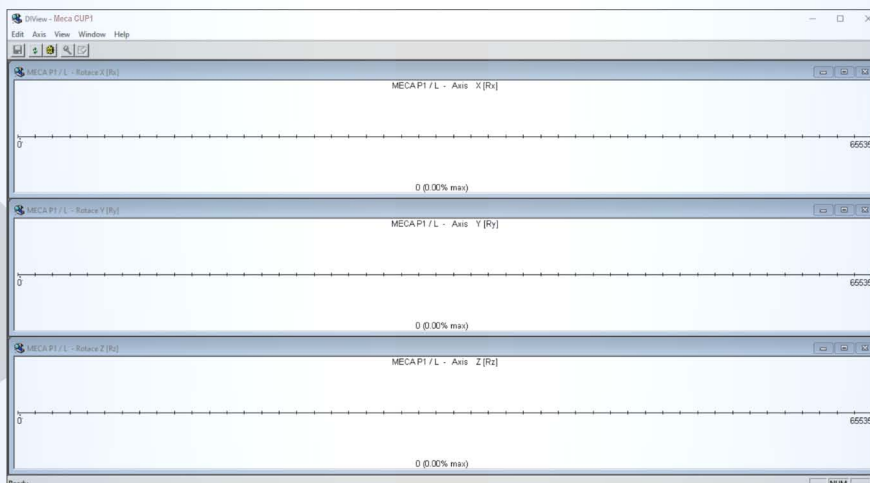 DIView - Meca CUP1
Edit Axis View Window Help
MECA P1 / L - Rotace X [Rx]
MECA P1 / L - Axis X [Rx]
0
65535
0 (0.00% max)
MECA P1 / L - Rotace Y [Ry]
MECA P1 / L - Axis Y [Ry]
0
65535
0 (0.00% max)
MECA P1 / L - Rotace Z [Rz]
MECA P1 / L - Axis Z [Rz]
0
65535
0 (0.00% max)
Ready
NUM